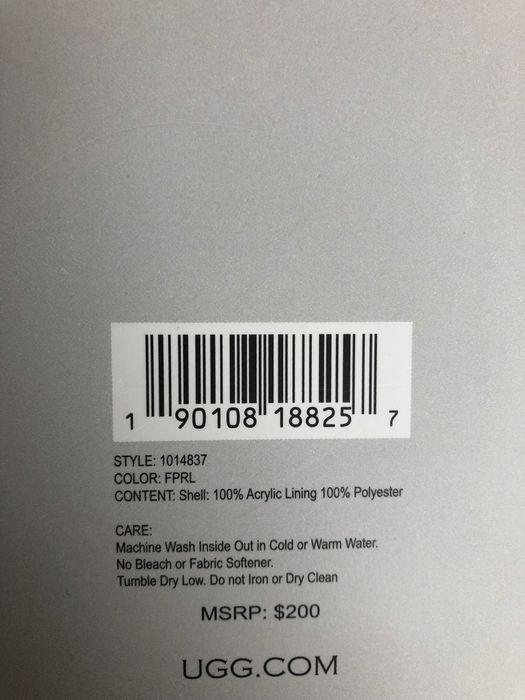 1 90108 18825 7
STYLE: 1014837
COLOR: FPRL
CONTENT: Shell: 100% Acrylic Lining 100% Polyester
CARE:
Machine Wash Inside Out in Cold or Warm Water.
No Bleach or Fabric Softener.
Tumble Dry Low. Do not Iron or Dry Clean
MSRP: $200
UGG.COM